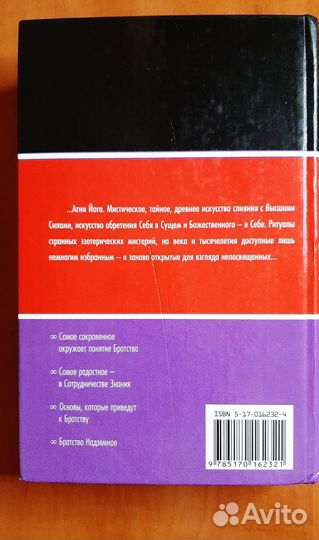 ...Агни Йога. Мистическое, тайное, древнее искусство слияния с Высшими
Силами, искусство обретения Себя в Сущем и Божественного – в Себе. Ритуалы
странных эзотерических мистерий, на века и тысячелетия доступные лишь
немногим избранным – и заново открытые для взгляда непосвященных...
∞ Самое сокровенное
окружает понятие Братства
∞ Самое радостное –
в Сотрудничестве Знания
∞ Основы, которые приведут
к Братству
∞ Братство Надземное
ISBN 5-17-016232-4
9 785170 162321
Avito